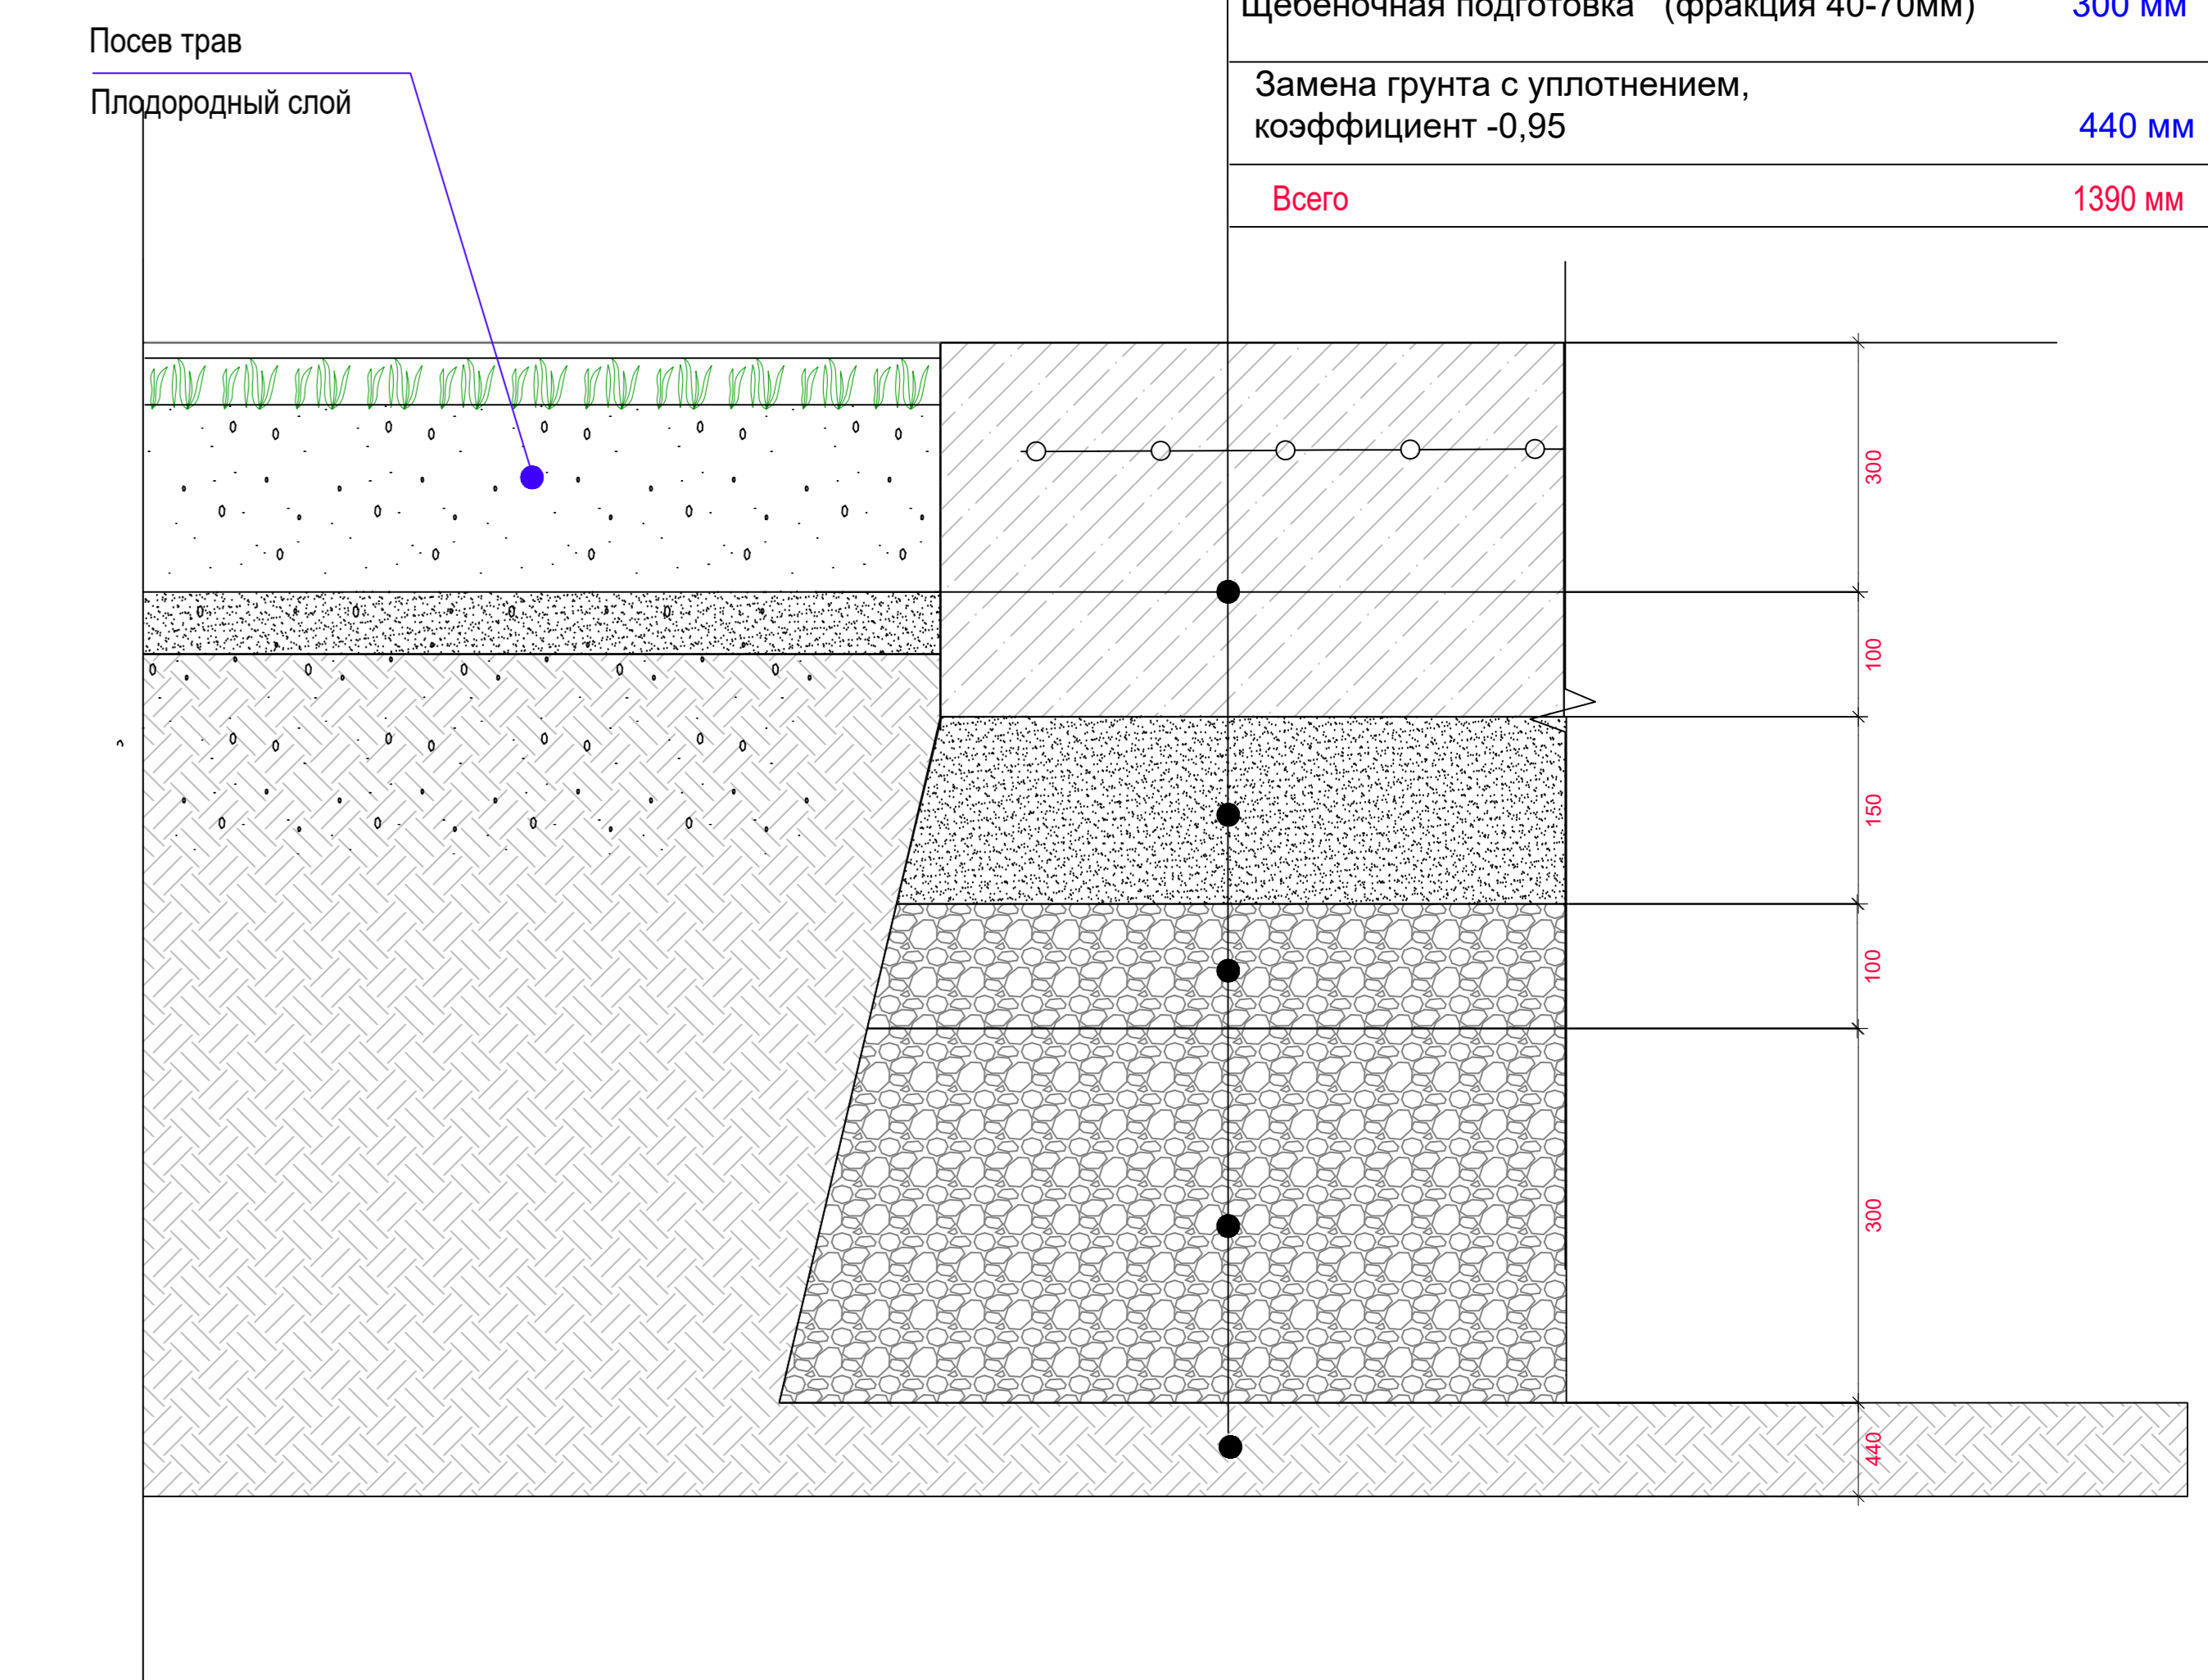 Щебеночная подготовка (фракция 40-70мм) 300 мм
Посев трав
Плодородный слой
Замена грунта с уплотнением,
коэффициент -0,95 440 мм
Всего 1390 мм
300
100
150
100
300
440